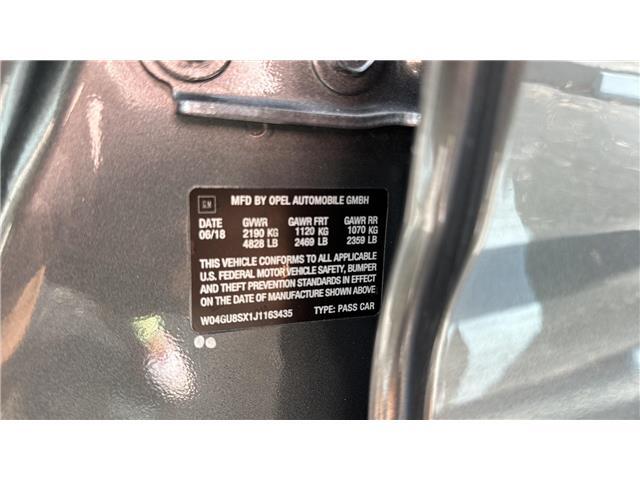 GM
MFD BY OPEL AUTOMOBILE GMBH
DATE GVWR GAWR FRT GAWR RR
06/18 2190 KG 1120 KG 1070 KG
4828 LB 2469 LB 2359 LB
THIS VEHICLE CONFORMS TO ALL APPLICABLE
U.S. FEDERAL MOTOR VEHICLE SAFETY, BUMPER
AND THEFT PREVENTION STANDARDS IN EFFECT
ON THE DATE OF MANUFACTURE SHOWN ABOVE
W04GU8SX1J1163435 TYPE: PASS CAR